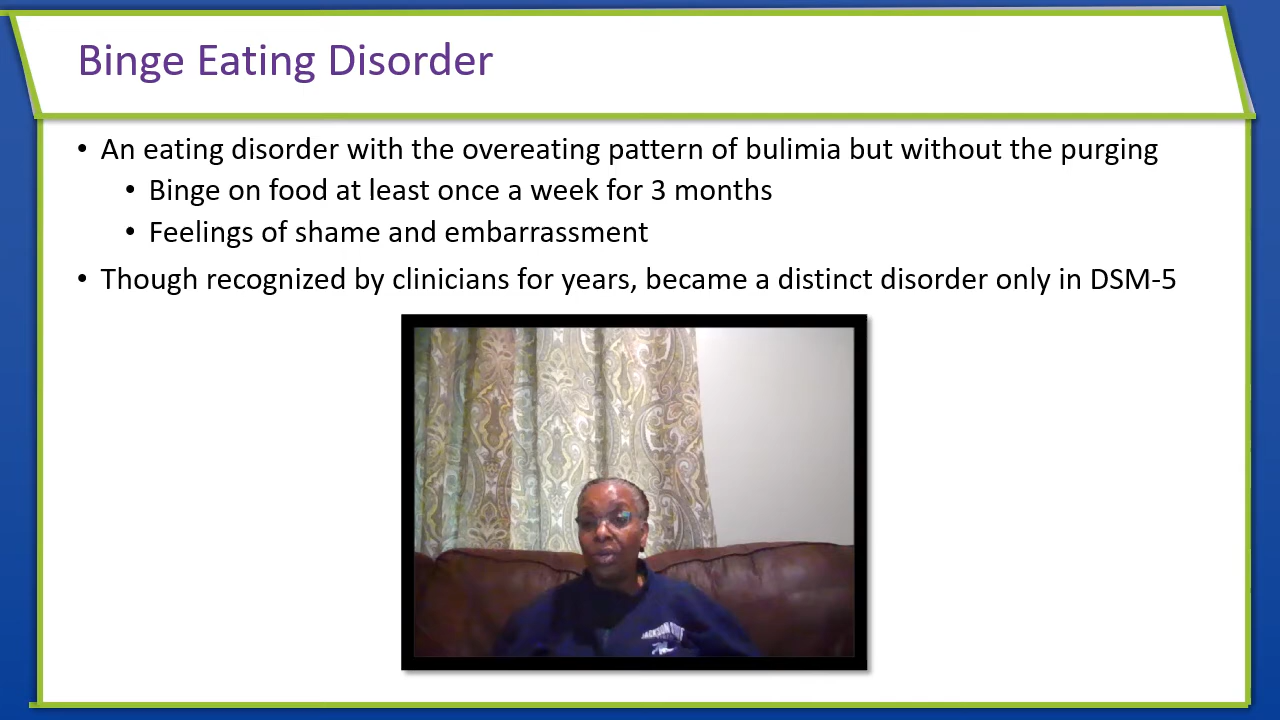 Binge Eating Disorder
• An eating disorder with the overeating pattern of bulimia but without the purging
• Binge on food at least once a week for 3 months
• Feelings of shame and embarrassment
• Though recognized by clinicians for years, became a distinct disorder only in DSM-5
JACKSON